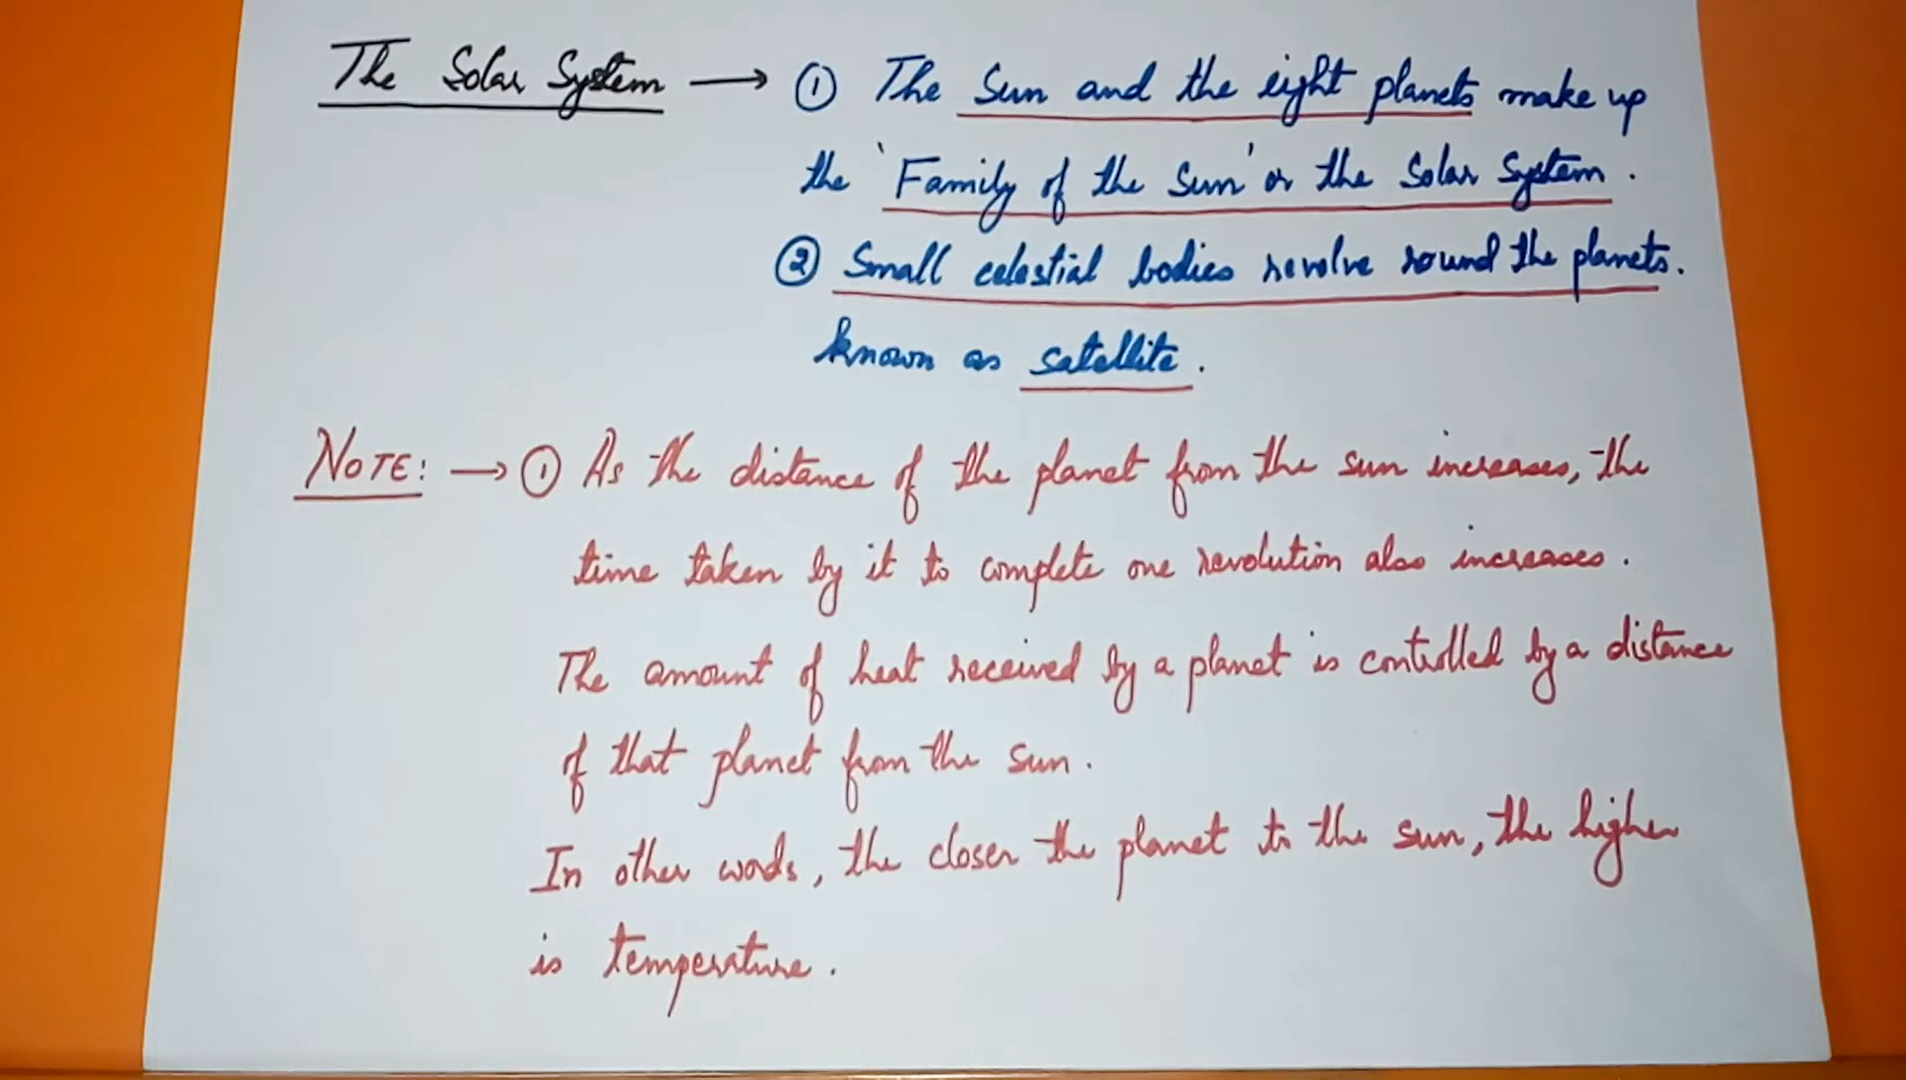 The Solar System → ① The Sun and the eight planets make up
the 'Family of the Sun' or the Solar System.
② Small celestial bodies revolve round the planets.
known as satellite.
NOTE: → ① As the distance of the planet from the sun increases, the
time taken by it to complete one revolution also increases.
The amount of heat received by a planet is controlled by a distance
of that planet from the sun.
In other words, the closer the planet to the sun, the higher
is temperature.